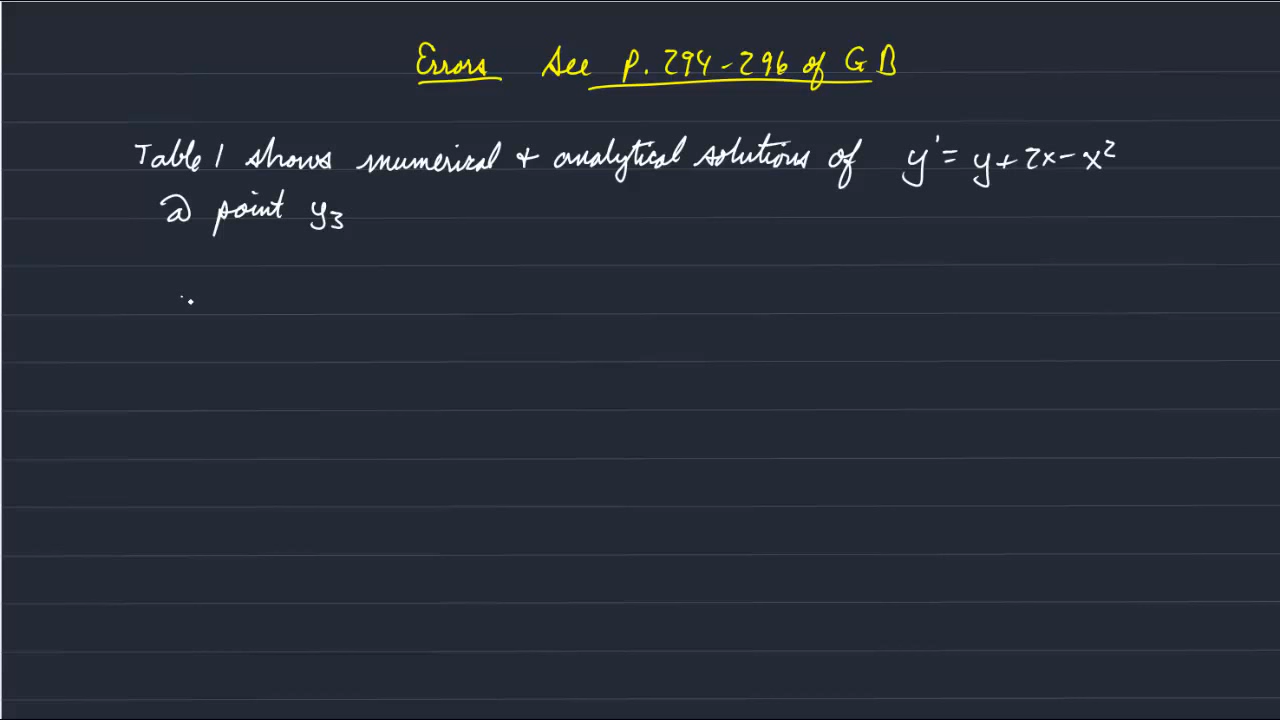 Errors See p. 294-296 of GB
Table 1 shows numerical + analytical solutions of y' = y + 2x - x²
@ point y₃